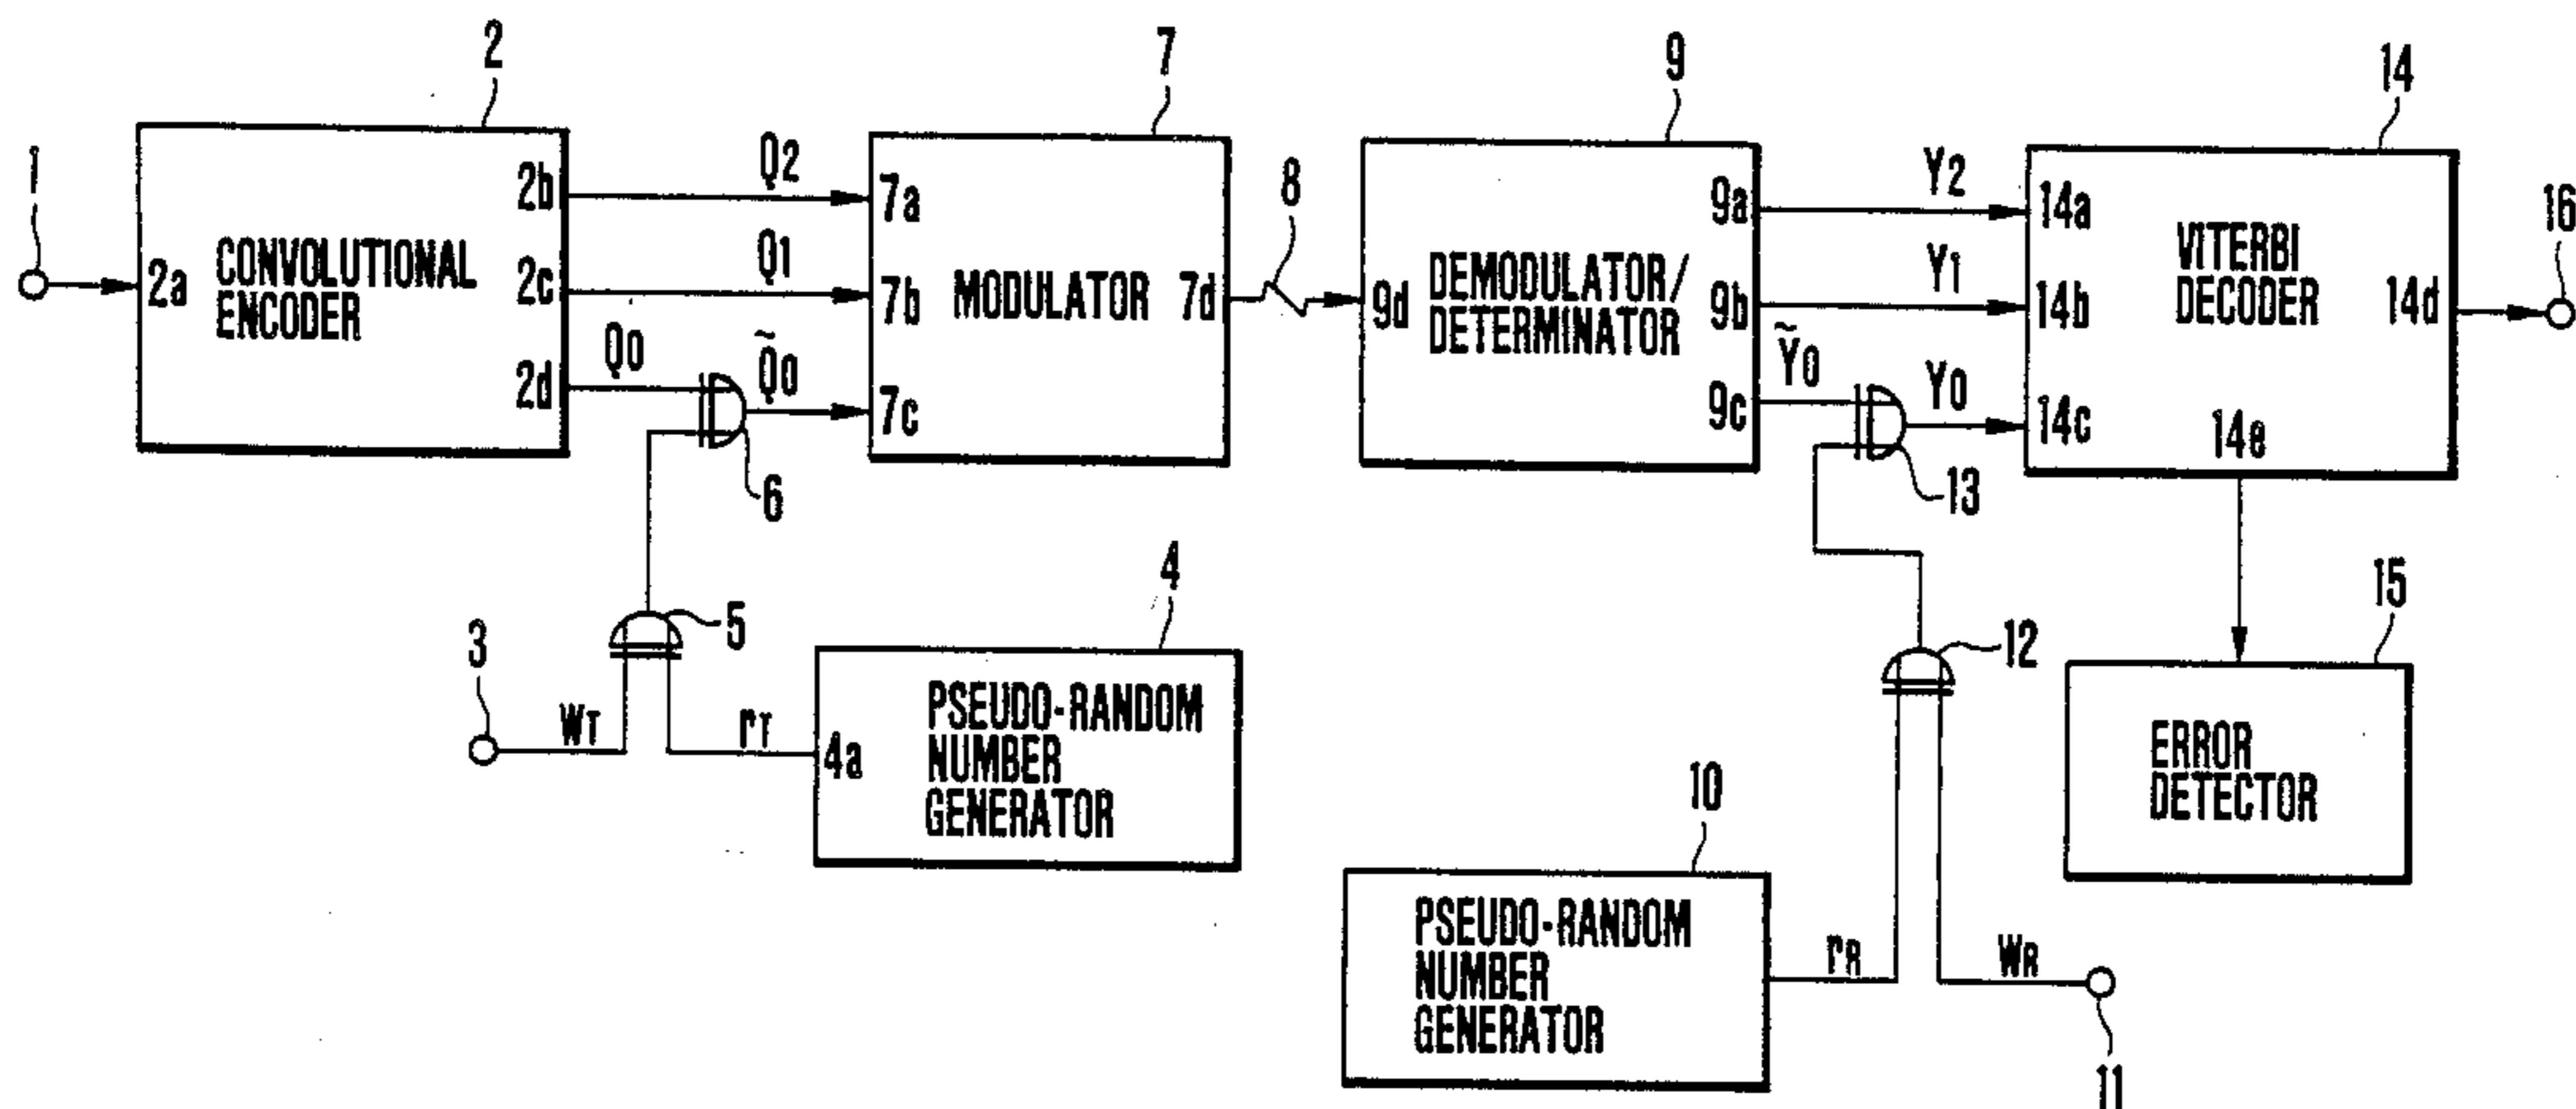 1
2
2a
CONVOLUTIONAL
ENCODER
2b
2c
2d
Q2
Q1
Q0
Q̃0
6
7
7a
7b
7c
MODULATOR
7d
8
9
9d
DEMODULATOR/
DETERMINATOR
9a
9b
9c
Y2
Y1
Ỹ0
Y0
13
14
14a
14b
14c
VITERBI
DECODER
14d
14e
16
3
WT
5
rT
4
4a
PSEUDO-RANDOM
NUMBER
GENERATOR
12
15
ERROR
DETECTOR
10
PSEUDO-RANDOM
NUMBER
GENERATOR
rR
WR
11